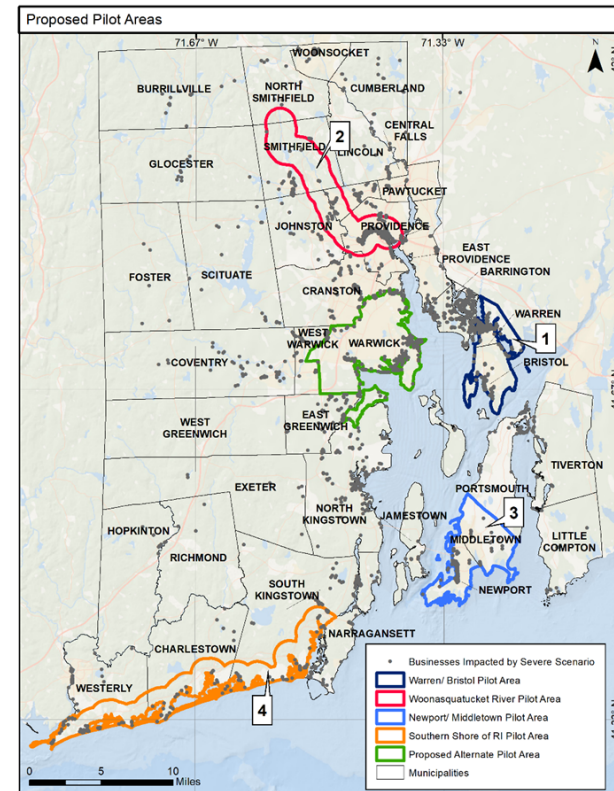 Proposed Pilot Areas
71.67° W
71.33° W
N
WOONSOCKET
BURRILLVILLE
NORTH
SMITHFIELD
CUMBERLAND
CENTRAL
FALLS
2
SMITHFIELD
LINCOLN
GLOCESTER
PAWTUCKET
JOHNSTON
PROVIDENCE
EAST
PROVIDENCE
BARRINGTON
FOSTER
SCITUATE
CRANSTON
WARREN
1
WEST
WARWICK
WARWICK
BRISTOL
COVENTRY
WEST
GREENWICH
EAST
GREENWICH
TIVERTON
EXETER
PORTSMOUTH
NORTH
KINGSTOWN
JAMESTOWN
3
HOPKINTON
MIDDLETOWN
LITTLE
COMPTON
RICHMOND
SOUTH
KINGSTOWN
NEWPORT
NARRAGANSETT
CHARLESTOWN
WESTERLY
4
Businesses Impacted by Severe Scenario
Warren/ Bristol Pilot Area
Woonasquatucket River Pilot Area
Newport/ Middletown Pilot Area
Southern Shore of RI Pilot Area
Proposed Alternate Pilot Area
Municipalities
0 5 10
Miles